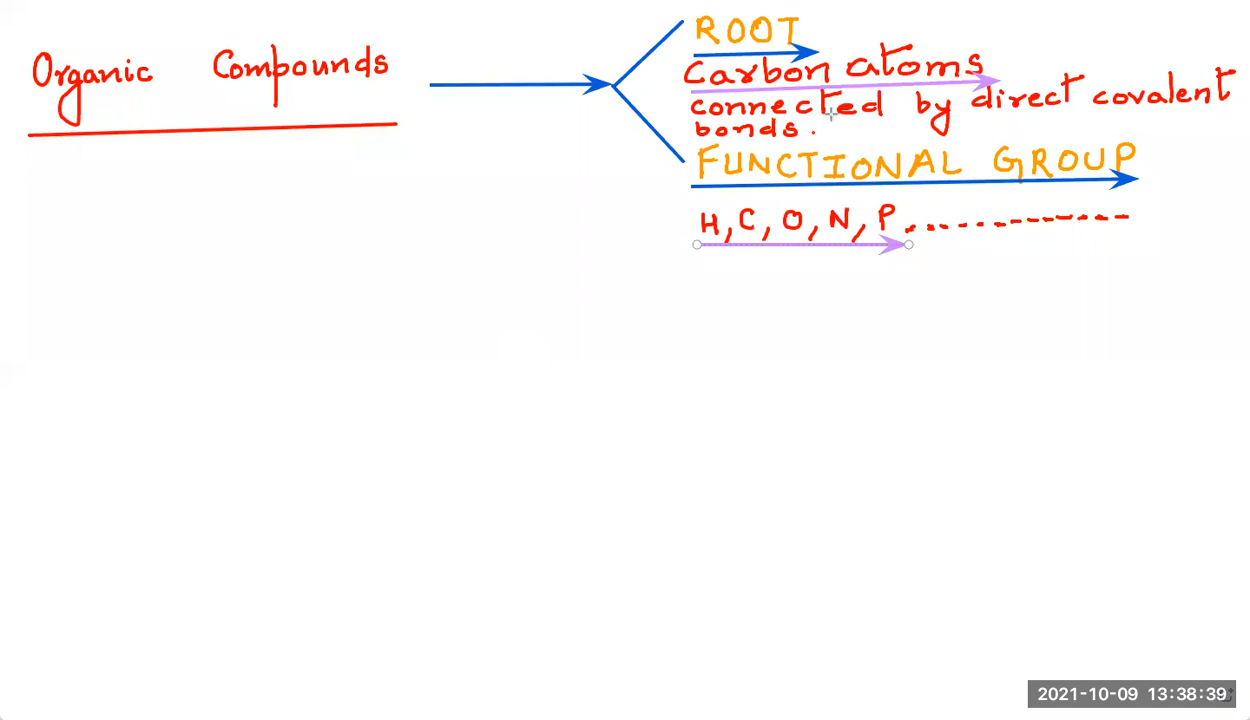 Organic Compounds
ROOT
Carbon atoms
connected by direct covalent
bonds.
FUNCTIONAL GROUP
H, C, O, N, P..............
2021-10-09 13:38:39